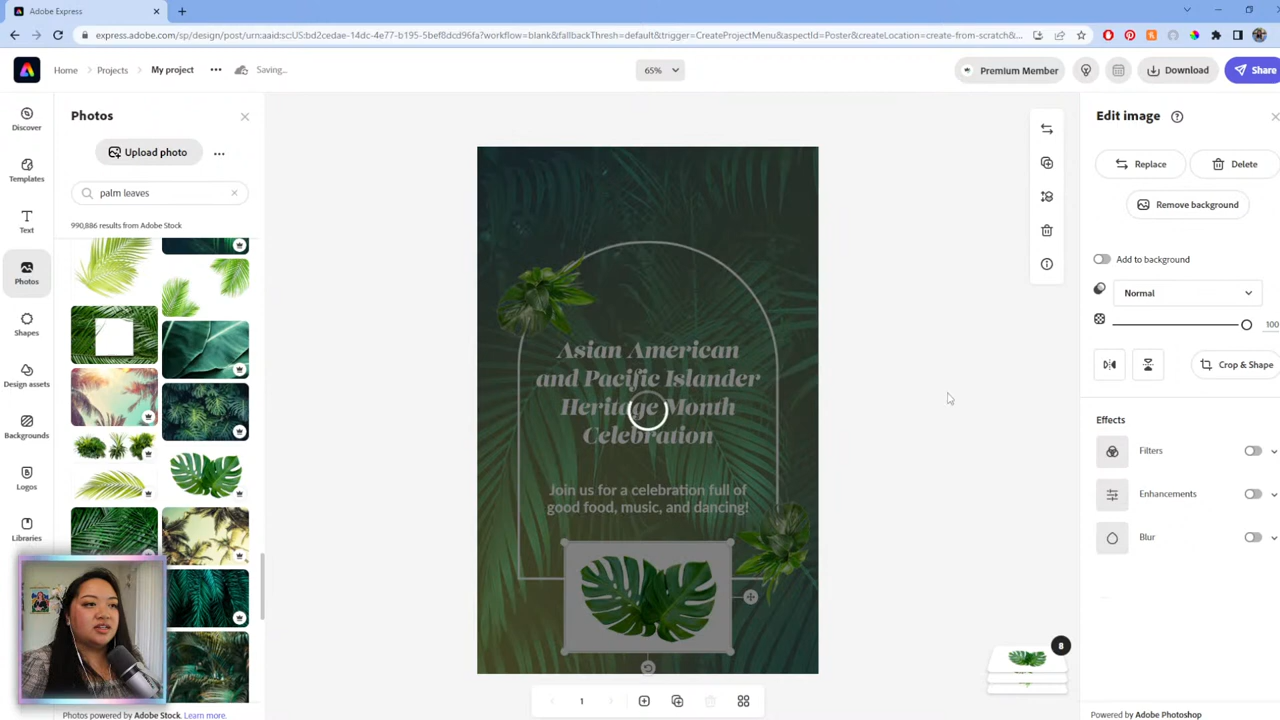 Adobe Express
express.adobe.com/sp/design/post/urn:aaid:sc:US:bd2cedae-14dc-4e77-b195-5bef8cd0c96fa?workflow=blank&fallbackThresh=default&trigger=CreateProjectMenu&aspectId=Poster&createLocation=create-from-scratch&...
Home
Projects
My project
Saving...
65%
Premium Member
Download
Share
Discover
Templates
Text
Photos
Shapes
Design assets
Backgrounds
Logos
Libraries
Photos
Upload photo
palm leaves
990,886 results from Adobe Stock
Photos powered by Adobe Stock. Learn more.
Asian American
and Pacific Islander
Heritage Month
Celebration
Join us for a celebration full of
good food, music, and dancing!
1
8
Edit image
Replace
Delete
Remove background
Add to background
Normal
100
Crop & Shape
Effects
Filters
Enhancements
Blur
Powered by Adobe Photoshop